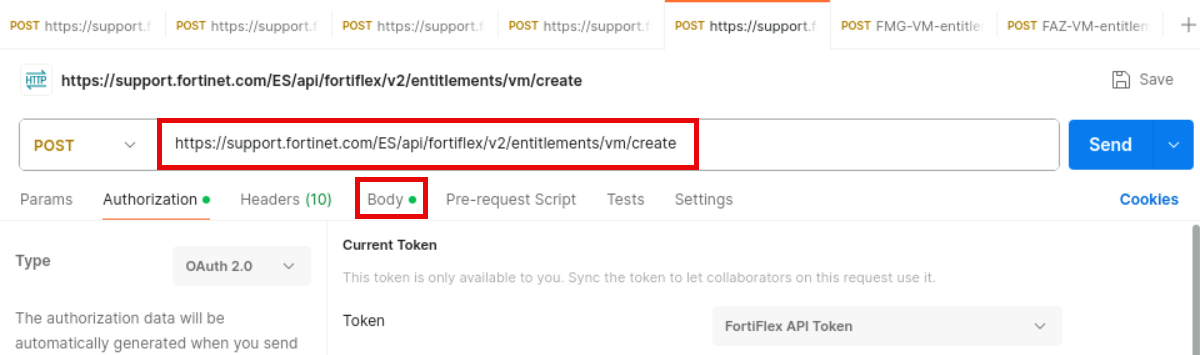 POST https://support.f POST https://support.f POST https://support.f POST https://support.f POST https://support.f POST FMG-VM-entitle POST FAZ-VM-entitlem
HTTP https://support.fortinet.com/ES/api/fortiflex/v2/entitlements/vm/create Save
POST https://support.fortinet.com/ES/api/fortiflex/v2/entitlements/vm/create Send
Params Authorization Headers (10) Body Pre-request Script Tests Settings Cookies
Current Token
Type OAuth 2.0
This token is only available to you. Sync the token to let collaborators on this request use it.
The authorization data will be
Token FortiFlex API Token
automatically generated when you send